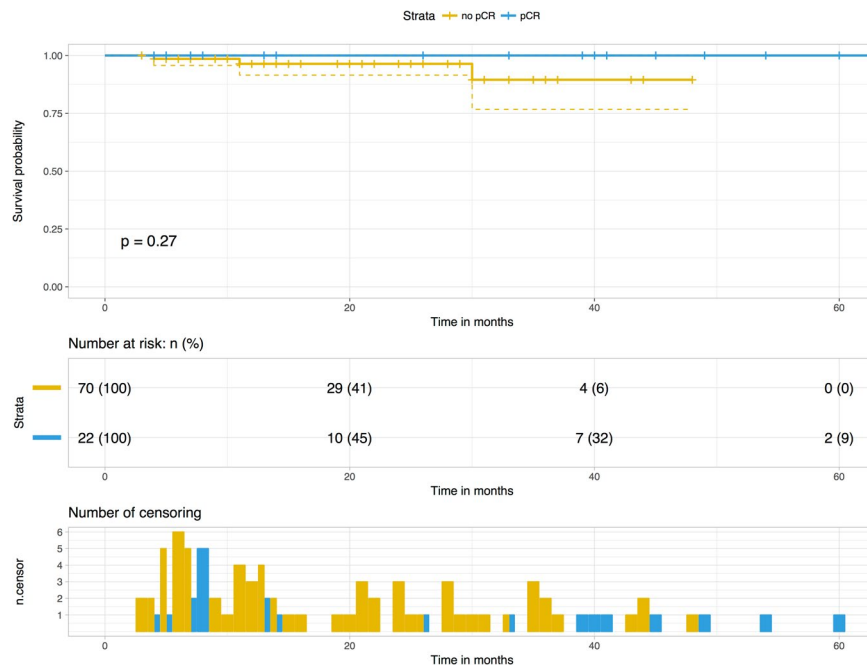 Strata no pCR pCR
1.00
0.75
0.50
0.25
0.00
Survival probability
p = 0.27
0 20 40 60
Time in months
Number at risk: n (%)
Strata
70 (100) 29 (41) 4 (6) 0 (0)
22 (100) 10 (45) 7 (32) 2 (9)
0 20 40 60
Time in months
Number of censoring
n.censor
6
5
4
3
2
1
0 20 40 60
Time in months